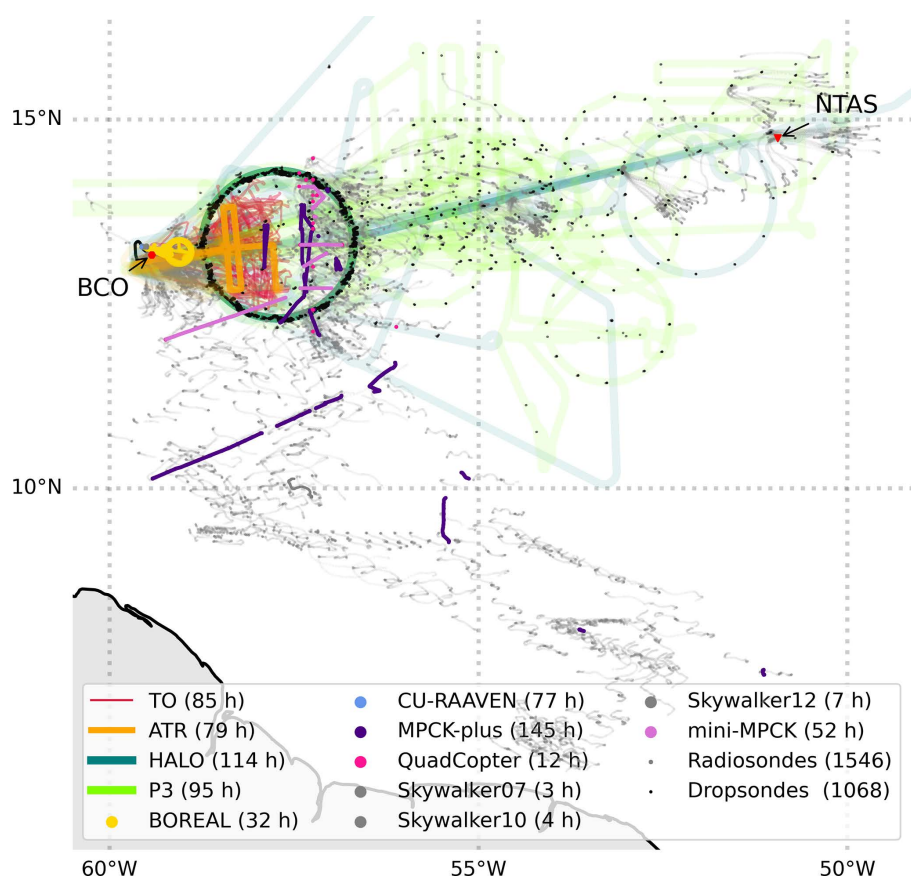 15°N
NTAS
BCO
10°N
TO (85 h)
ATR (79 h)
HALO (114 h)
P3 (95 h)
BOREAL (32 h)
CU-RAAVEN (77 h)
MPCK-plus (145 h)
QuadCopter (12 h)
Skywalker07 (3 h)
Skywalker10 (4 h)
Skywalker12 (7 h)
mini-MPCK (52 h)
Radiosondes (1546)
Dropsondes (1068)
60°W
55°W
50°W